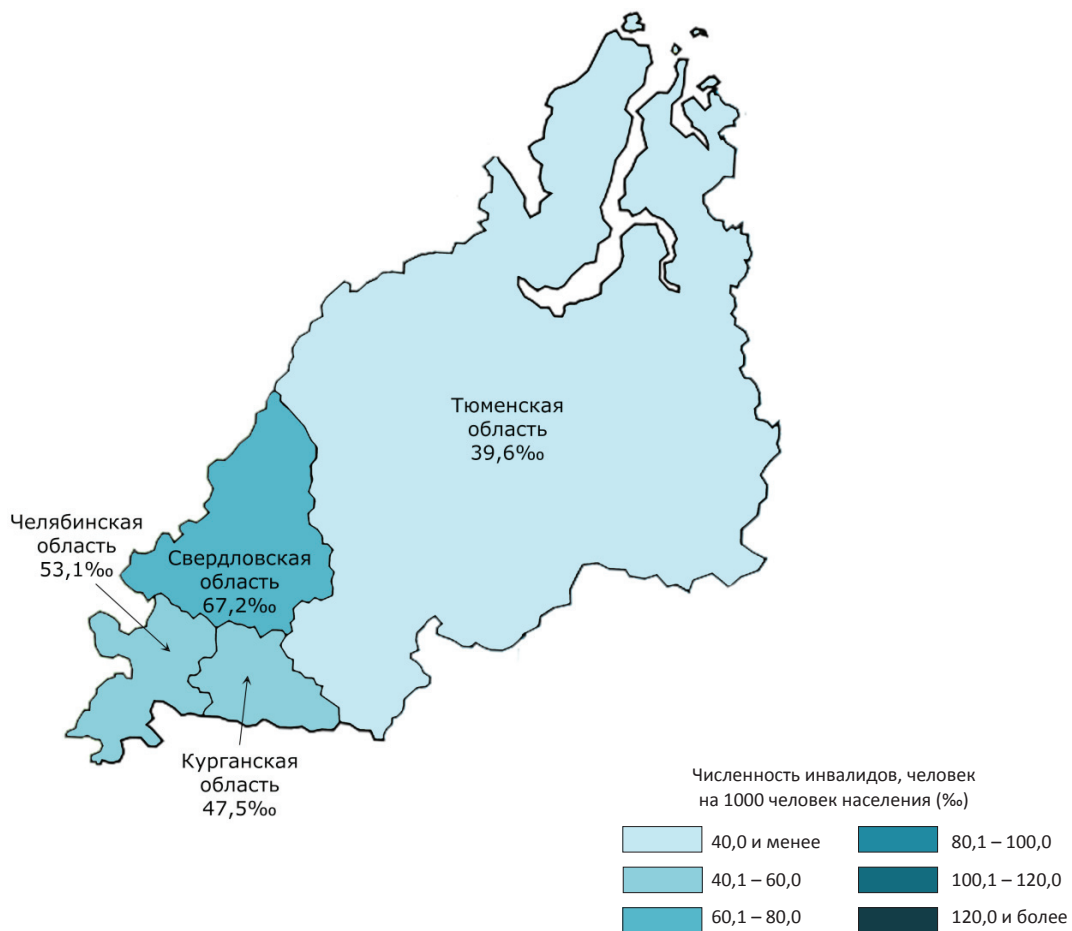 Тюменская
область
39,6‰
Челябинская
область
53,1‰
Свердловская
область
67,2‰
Курганская
область
47,5‰
Численность инвалидов, человек
на 1000 человек населения (‰)
40,0 и менее
40,1 – 60,0
60,1 – 80,0
80,1 – 100,0
100,1 – 120,0
120,0 и более